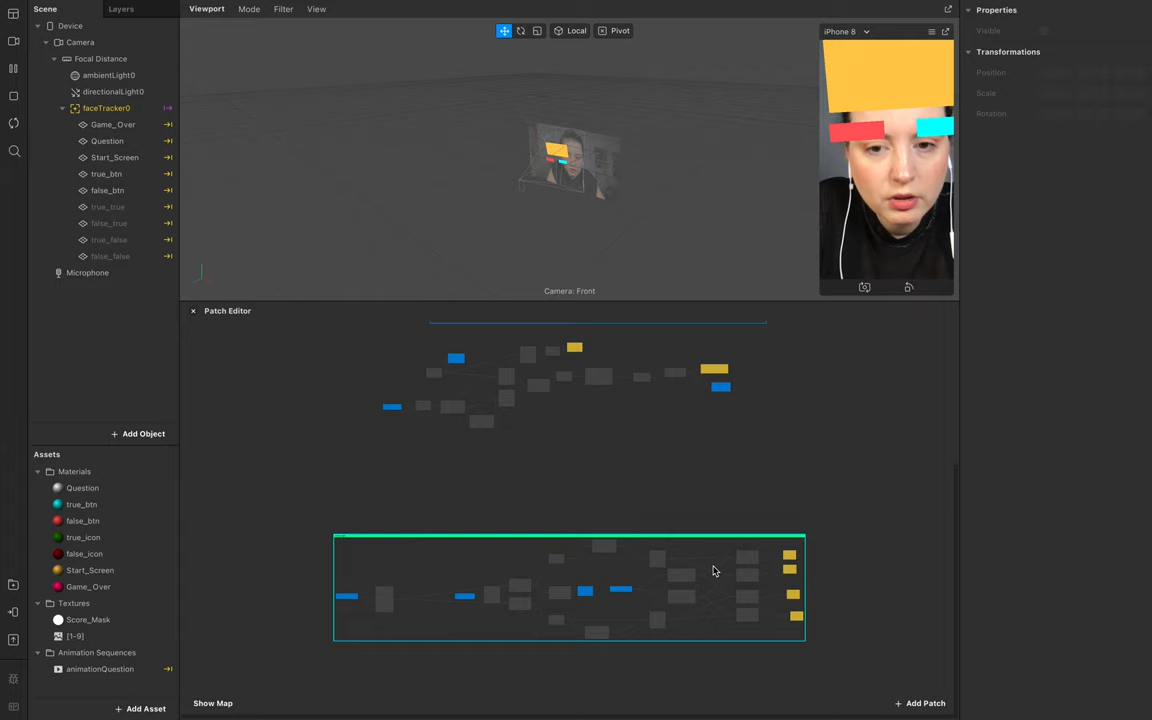 Scene
Layers
Device
Camera
Focal Distance
ambientLight0
directionalLight0
faceTracker0
Game_Over
Question
Start_Screen
true_btn
false_btn
true_true
false_true
true_false
false_false
Microphone
+ Add Object
Assets
Materials
Question
true_btn
false_btn
true_icon
false_icon
Start_Screen
Game_Over
Textures
Score_Mask
[1-9]
Animation Sequences
animationQuestion
+ Add Asset
Viewport Mode Filter View
Local
Pivot
iPhone 8
Camera: Front
Patch Editor
Show Map
+ Add Patch
Properties
Visible
Transformations
Position
Scale
Rotation